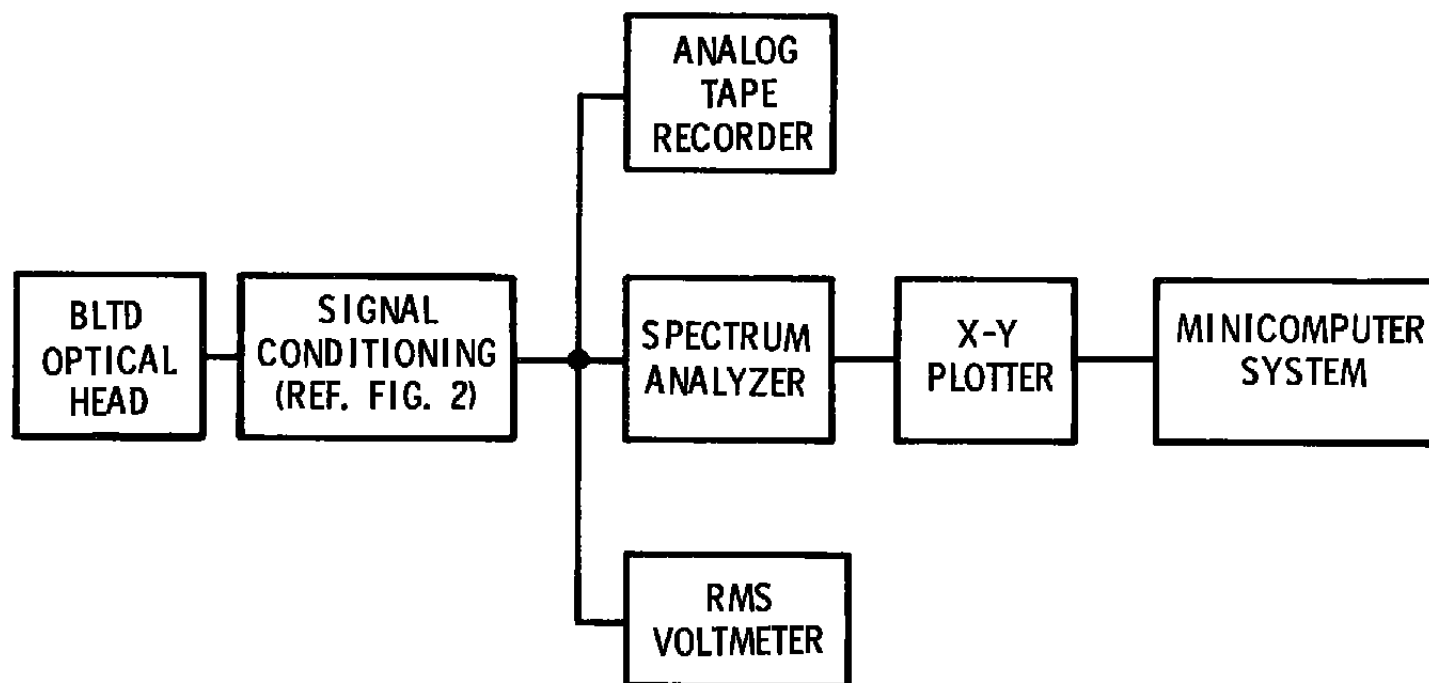 ANALOG
TAPE
RECORDER
BLTD
OPTICAL
HEAD
SIGNAL
CONDITIONING
(REF. FIG. 2)
SPECTRUM
ANALYZER
X-Y
PLOTTER
MINICOMPUTER
SYSTEM
RMS
VOLTMETER